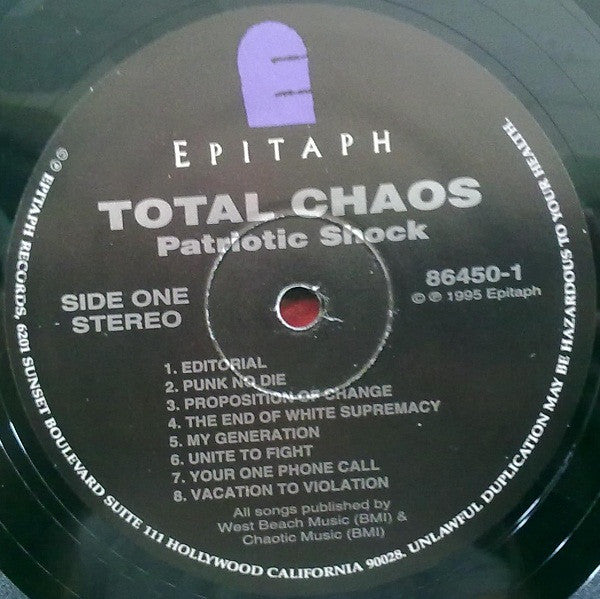 EPITAPH
TOTAL CHAOS
Patriotic Shock
SIDE ONE
STEREO
86450-1
© ℗ 1995 Epitaph
1. EDITORIAL
2. PUNK NO DIE
3. PROPOSITION OF CHANGE
4. THE END OF WHITE SUPREMACY
5. MY GENERATION
6. UNITE TO FIGHT
7. YOUR ONE PHONE CALL
8. VACATION TO VIOLATION
All songs published by
West Beach Music (BMI) &
Chaotic Music (BMI)
℗ EPITAPH RECORDS, 6201 SUNSET BOULEVARD SUITE 111 HOLLYWOOD CALIFORNIA 90028. UNLAWFUL DUPLICATION MAY BE HAZARDOUS TO YOUR HEALTH.